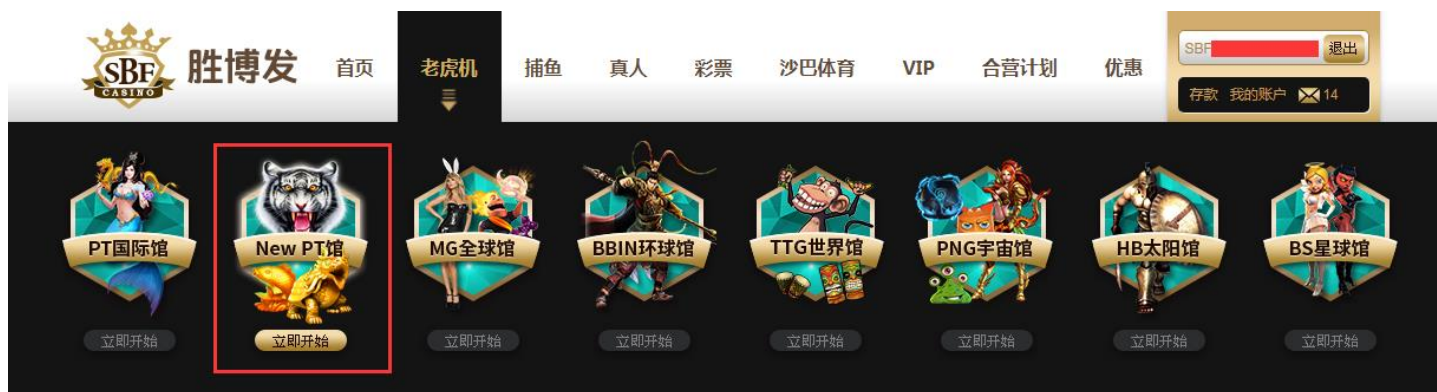 SBF
CASINO
胜博发
首页
老虎机
捕鱼
真人
彩票
沙巴体育
VIP
合营计划
优惠
SBF
退出
存款 我的账户 14
PT国际馆
New PT馆
MG全球馆
BBIN环球馆
TTG世界馆
PNG宇宙馆
HB太阳馆
BS星球馆
立即开始
立即开始
立即开始
立即开始
立即开始
立即开始
立即开始
立即开始